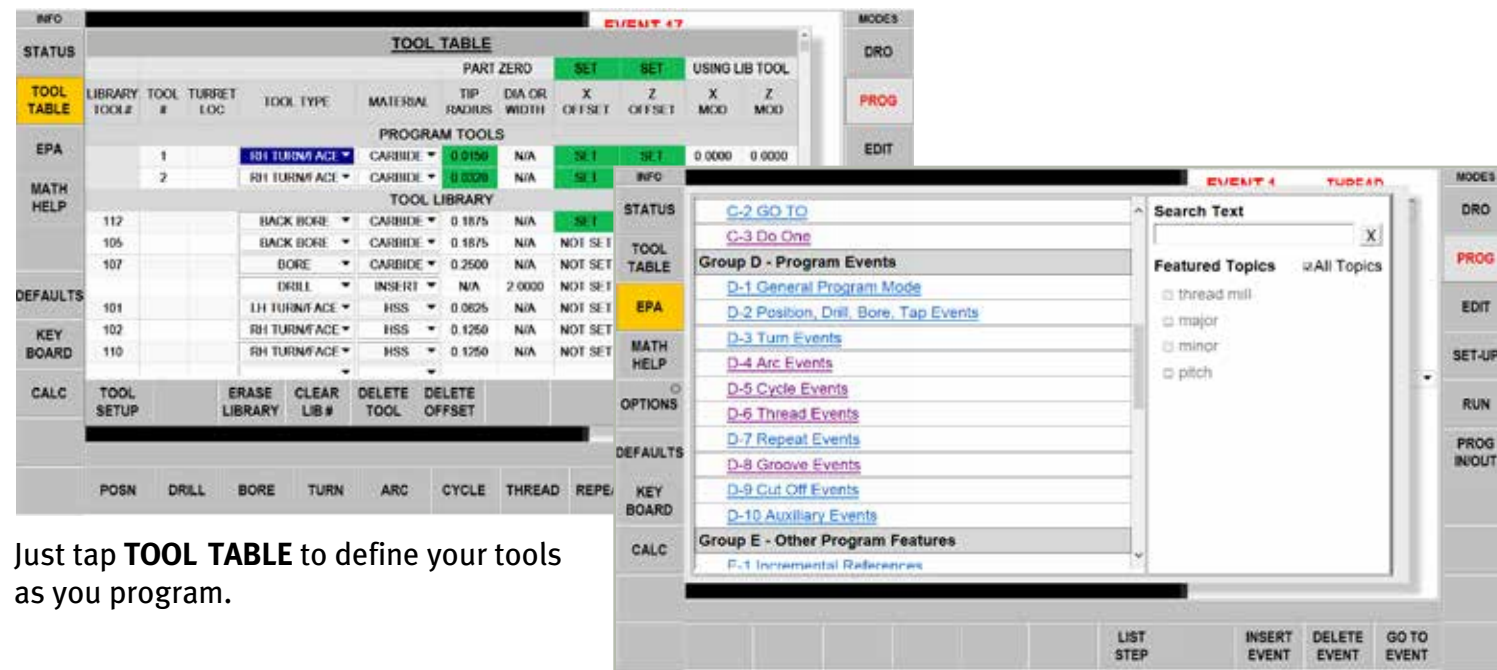 INFO
EVENT 17
MODES
STATUS
TOOL TABLE
DRO
PART ZERO SET SET USING LIB TOOL
TOOL TABLE
LIBRARY TOOL# TOOL # TURRET LOC TOOL TYPE MATERIAL TIP RADIUS DIA OR WIDTH X OFFSET Z OFFSET X MOD Z MOD
PROG
PROGRAM TOOLS
EPA
1 RH TURN/FACE CARBIDE 0.0150 N/A SET SET 0.0000 0.0000
EDIT
2 RH TURN/FACE CARBIDE 0.0320 N/A SET
MATH HELP
TOOL LIBRARY
112 BACK BORE CARBIDE 0.1875 N/A SET
105 BACK BORE CARBIDE 0.1875 N/A NOT SET
107 BORE CARBIDE 0.2500 N/A NOT SET
DRILL INSERT N/A 2.0000 NOT SET
DEFAULTS
101 LH TURN/FACE HSS 0.0625 N/A NOT SET
102 RH TURN/FACE HSS 0.1250 N/A NOT SET
KEY BOARD
110 RH TURN/FACE HSS 0.1250 N/A NOT SET
CALC
TOOL SETUP ERASE LIBRARY CLEAR LIB # DELETE TOOL DELETE OFFSET
POSN DRILL BORE TURN ARC CYCLE THREAD
Just tap TOOL TABLE to define your tools
as you program.
INFO
EVENT 1 THREAD
MODES
STATUS
C-2 GO TO
Search Text
DRO
C-3 Do One
X
TOOL TABLE
Group D - Program Events
Featured Topics All Topics
PROG
D-1 General Program Mode
thread mill
EPA
D-2 Position, Drill, Bore, Tap Events
major
EDIT
D-3 Turn Events
minor
MATH HELP
D-4 Arc Events
pitch
SET-UP
D-5 Cycle Events
OPTIONS
D-6 Thread Events
RUN
D-7 Repeat Events
DEFAULTS
D-8 Groove Events
PROG IN/OUT
D-9 Cut Off Events
KEY BOARD
D-10 Auxiliary Events
CALC
Group E - Other Program Features
E-1 Incremental References
LIST STEP INSERT EVENT DELETE EVENT GO TO EVENT